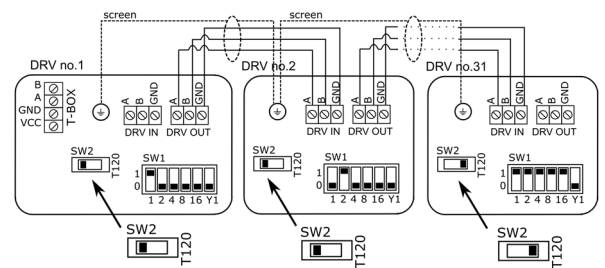 screen
screen
DRV no.1
B
A
GND
VCC
T-BOX
A
B
GND
A
B
GND
DRV IN
DRV OUT
SW2
T120
SW1
1
0
1 2 4 8 16 Y1
SW2
T120
DRV no.2
A
B
GND
A
B
GND
DRV IN
DRV OUT
SW2
T120
SW1
1
0
1 2 4 8 16 Y1
SW2
T120
DRV no.31
A
B
GND
A
B
GND
DRV IN
DRV OUT
SW2
T120
SW1
1
0
1 2 4 8 16 Y1
SW2
T120